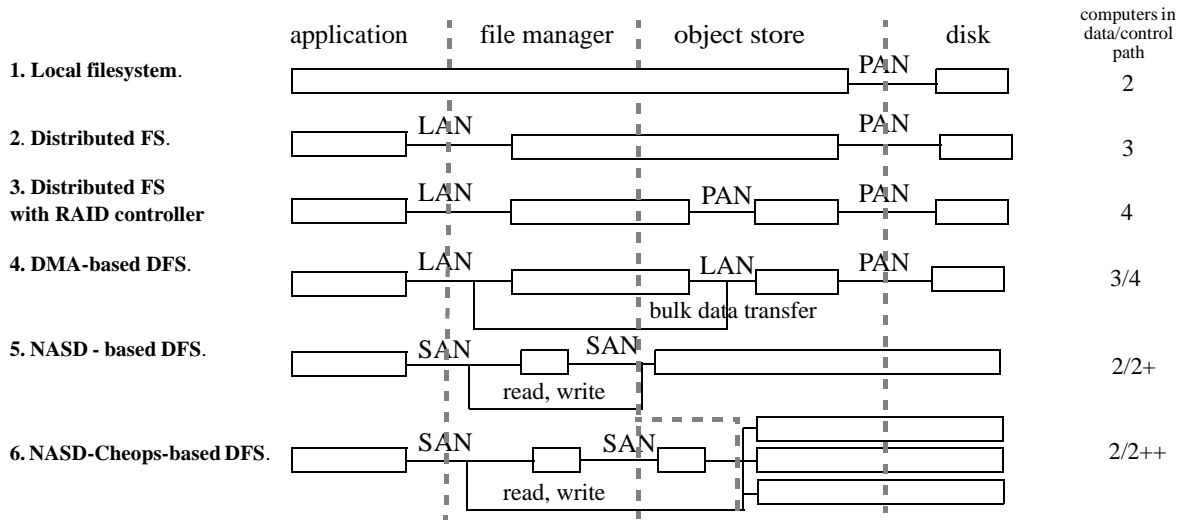 application file manager object store disk computers in
data/control
path
1. Local filesystem. PAN 2
2. Distributed FS. LAN PAN 3
3. Distributed FS
with RAID controller LAN PAN PAN 4
4. DMA-based DFS. LAN LAN PAN 3/4
bulk data transfer
5. NASD - based DFS. SAN SAN 2/2+
read, write
6. NASD-Cheops-based DFS. SAN SAN 2/2++
read, write